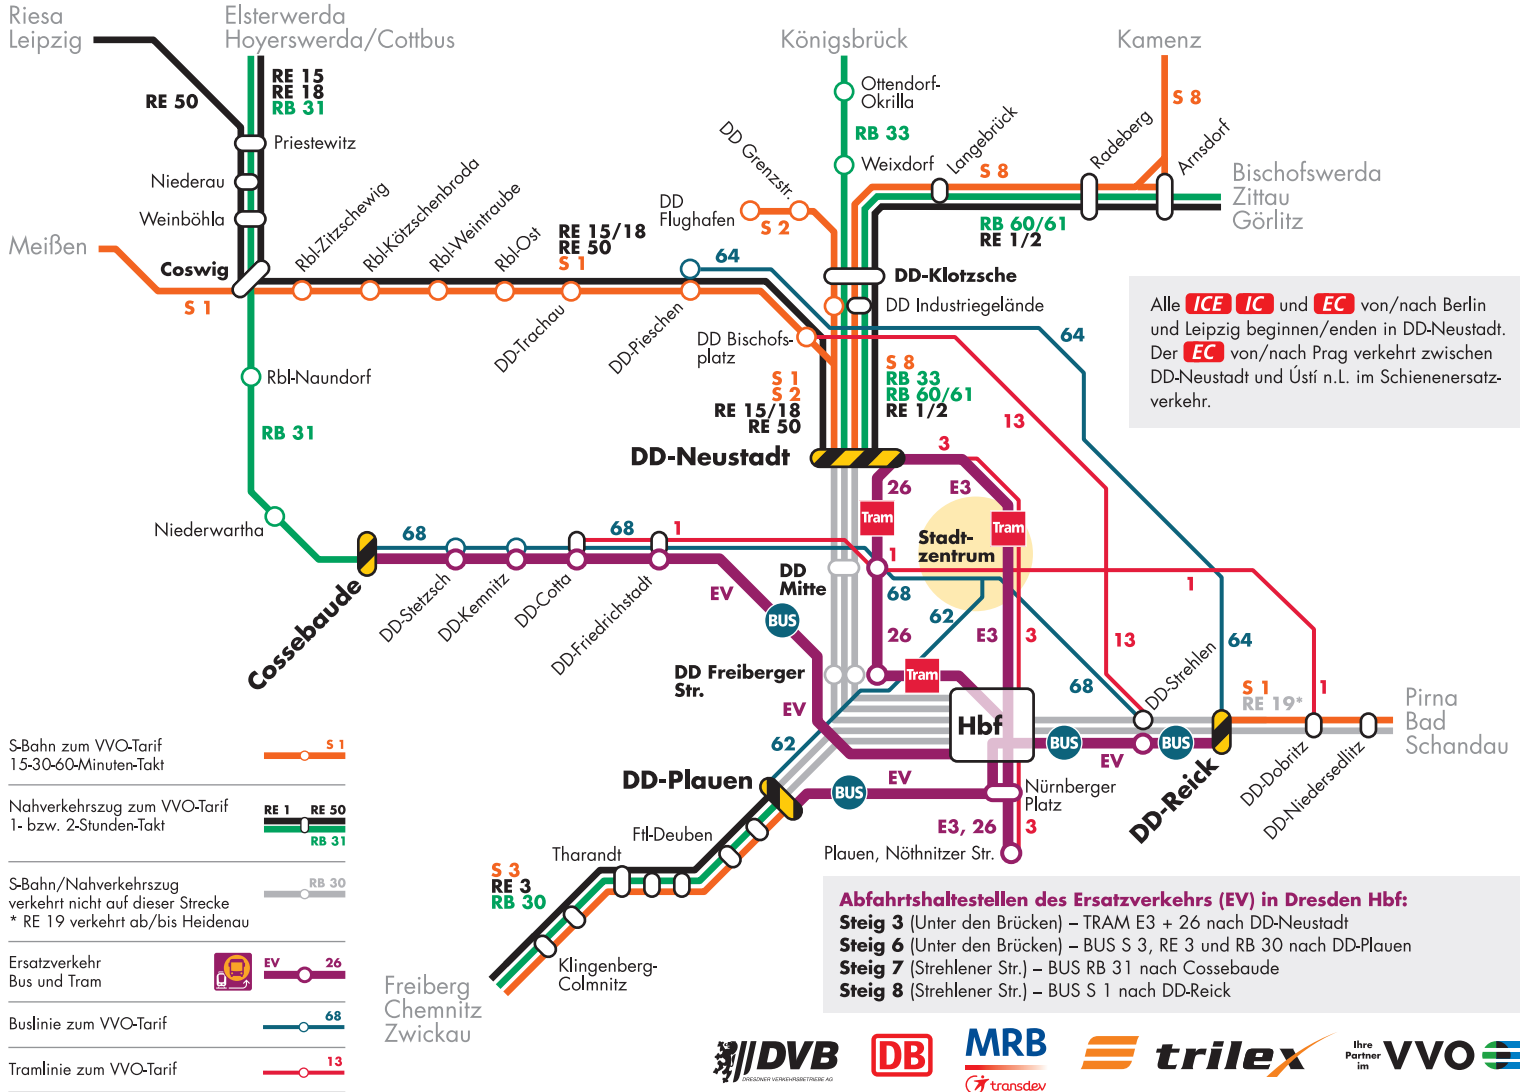 Riesa
Leipzig
Elsterwerda
Hoyerswerda/Cottbus
Königsbrück
Kamenz
RE 50
RE 15
RE 18
RB 31
Priestewitz
Niederau
Weinböhla
Meißen
Coswig
S 1
Rbl-Zitzschewig
Rbl-Kötzschenbroda
Rbl-Weintraube
Rbl-Ost
RE 15/18
RE 50
S 1
DD-Trachau
DD-Pieschen
64
DD
Flughafen
DD Grenzstr.
S 2
Ottendorf-
Okrilla
RB 33
Weixdorf
Langebrück
S 8
Radeberg
Arnsdorf
S 8
RB 60/61
RE 1/2
Bischofswerda
Zittau
Görlitz
DD-Klotzsche
DD Industriegelände
DD Bischofs-
platz
64
13
S 1
S 2
RE 15/18
RE 50
S 8
RB 33
RB 60/61
RE 1/2
Alle ICE IC und EC von/nach Berlin
und Leipzig beginnen/enden in DD-Neustadt.
Der EC von/nach Prag verkehrt zwischen
DD-Neustadt und Ústí n.L. im Schienenersatz-
verkehr.
Rbl-Naundorf
RB 31
Niederwartha
Cossebaude
68
DD-Stetzsch
DD-Kemnitz
DD-Cotta
68
1
DD-Friedrichstadt
EV
BUS
DD-Neustadt
3
26
E3
Tram
Tram
Stadt-
zentrum
DD
Mitte
1
68
62
1
26
E3
3
13
64
DD Freiberger
Str.
Tram
EV
62
68
DD-Strehlen
S 1
RE 19*
1
Pirna
Bad
Schandau
Hbf
BUS
EV
BUS
DD-Reick
DD-Dobritz
DD-Niedersedlitz
DD-Plauen
EV
BUS
Nürnberger
Platz
E3, 26
3
Plauen, Nöthnitzer Str.
Ftl-Deuben
Tharandt
S 3
RE 3
RB 30
Klingenberg-
Colmnitz
Freiberg
Chemnitz
Zwickau
S-Bahn zum VVO-Tarif
15-30-60-Minuten-Takt
S 1
Nahverkehrszug zum VVO-Tarif
1- bzw. 2-Stunden-Takt
RE 1 RE 50
RB 31
S-Bahn/Nahverkehrszug
verkehrt nicht auf dieser Strecke
* RE 19 verkehrt ab/bis Heidenau
RB 30
Ersatzverkehr
Bus und Tram
EV 26
Buslinie zum VVO-Tarif
68
Tramlinie zum VVO-Tarif
13
Abfahrtshaltestellen des Ersatzverkehrs (EV) in Dresden Hbf:
Steig 3 (Unter den Brücken) – TRAM E3 + 26 nach DD-Neustadt
Steig 6 (Unter den Brücken) – BUS S 3, RE 3 und RB 30 nach DD-Plauen
Steig 7 (Strehlener Str.) – BUS RB 31 nach Cossebaude
Steig 8 (Strehlener Str.) – BUS S 1 nach DD-Reick
DVB
DRESDNER VERKEHRSBETRIEBE AG
DB
MRB
transdev
trilex
Ihre
Partner
im
VVO